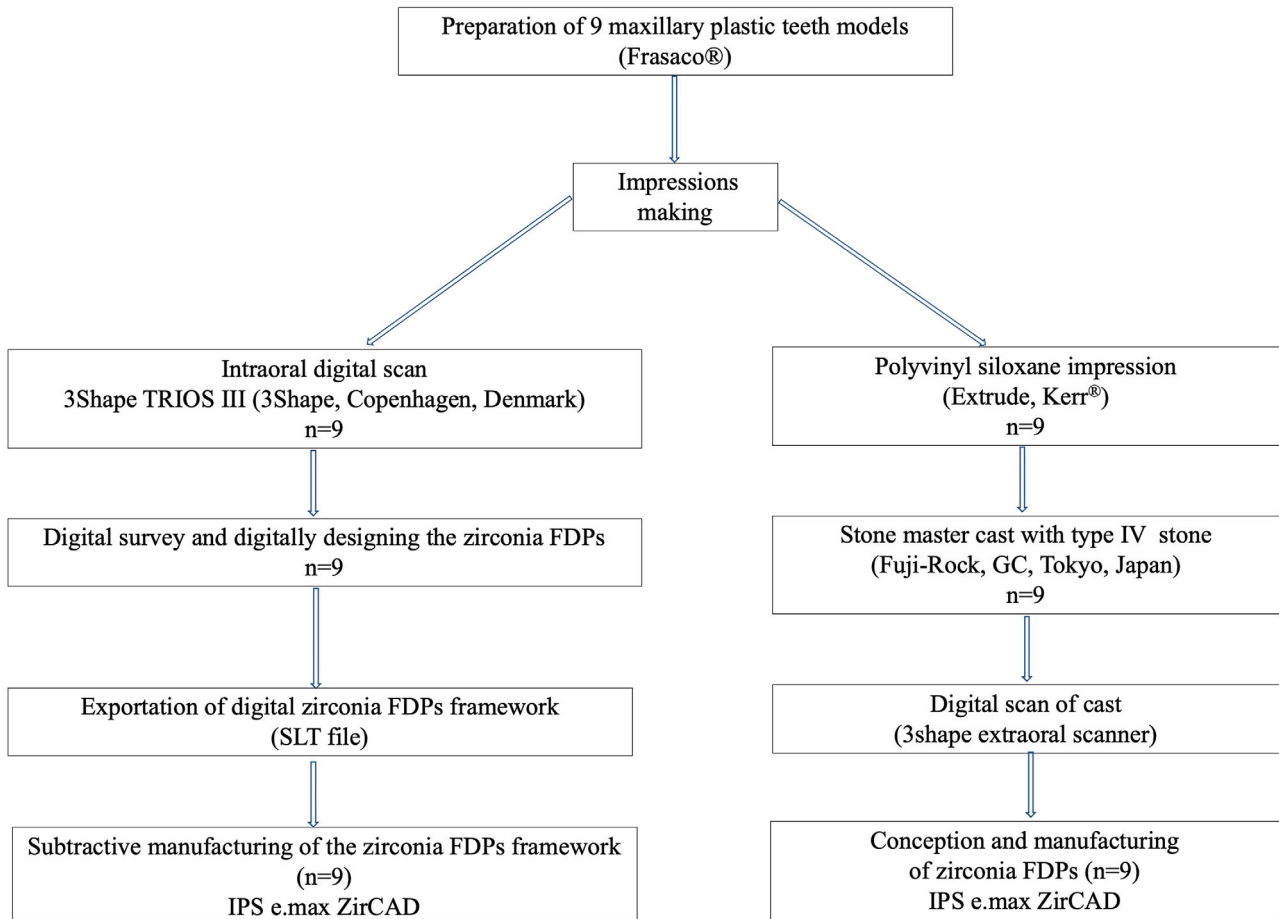 Preparation of 9 maxillary plastic teeth models
(Frasaco®)
Impressions
making
Intraoral digital scan
3Shape TRIOS III (3Shape, Copenhagen, Denmark)
n=9
Digital survey and digitally designing the zirconia FDPs
n=9
Exportation of digital zirconia FDPs framework
(SLT file)
Subtractive manufacturing of the zirconia FDPs framework
(n=9)
IPS e.max ZirCAD
Polyvinyl siloxane impression
(Extrude, Kerr®)
n=9
Stone master cast with type IV stone
(Fuji-Rock, GC, Tokyo, Japan)
n=9
Digital scan of cast
(3shape extraoral scanner)
Conception and manufacturing
of zirconia FDPs (n=9)
IPS e.max ZirCAD